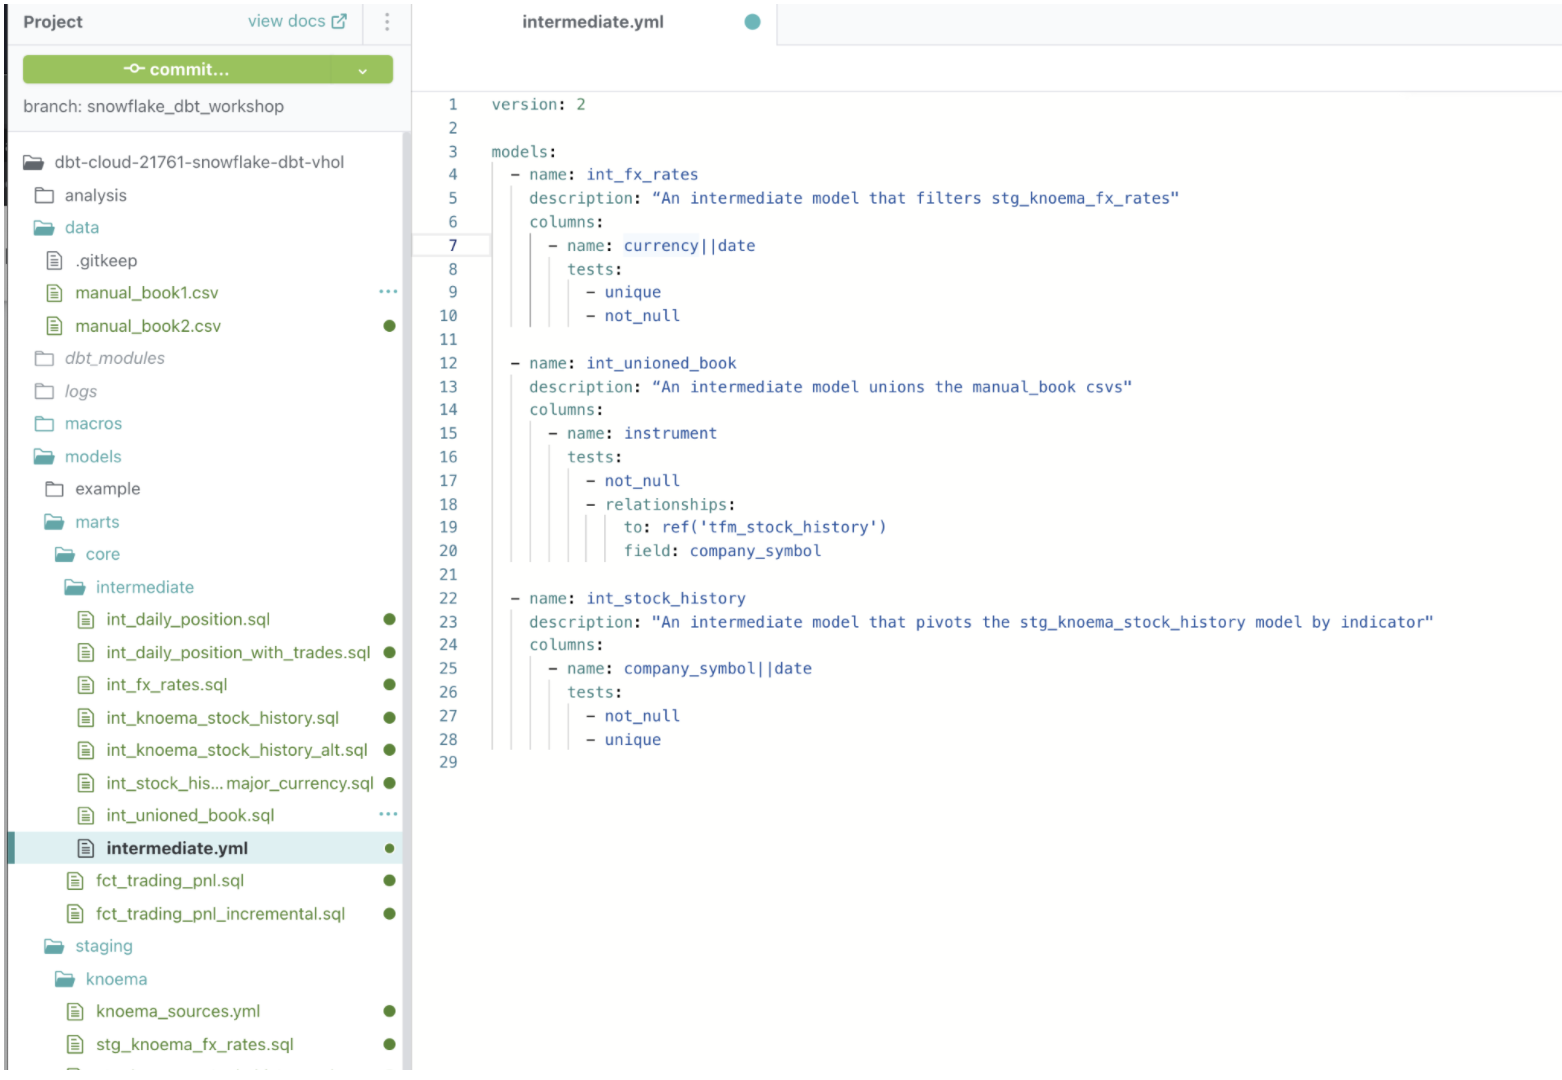 Project
view docs
commit...
branch: snowflake_dbt_workshop
dbt-cloud-21761-snowflake-dbt-vhol
analysis
data
.gitkeep
manual_book1.csv
manual_book2.csv
dbt_modules
logs
macros
models
example
marts
core
intermediate
int_daily_position.sql
int_daily_position_with_trades.sql
int_fx_rates.sql
int_knoema_stock_history.sql
int_knoema_stock_history_alt.sql
int_stock_his... major_currency.sql
int_unioned_book.sql
intermediate.yml
fct_trading_pnl.sql
fct_trading_pnl_incremental.sql
staging
knoema
knoema_sources.yml
stg_knoema_fx_rates.sql
intermediate.yml
1 version: 2
2
3 models:
4   - name: int_fx_rates
5     description: “An intermediate model that filters stg_knoema_fx_rates"
6     columns:
7       - name: currency||date
8         tests:
9           - unique
10           - not_null
11
12   - name: int_unioned_book
13     description: “An intermediate model unions the manual_book csvs"
14     columns:
15       - name: instrument
16         tests:
17           - not_null
18           - relationships:
19               to: ref('tfm_stock_history')
20               field: company_symbol
21
22   - name: int_stock_history
23     description: "An intermediate model that pivots the stg_knoema_stock_history model by indicator"
24     columns:
25       - name: company_symbol||date
26         tests:
27           - not_null
28           - unique
29